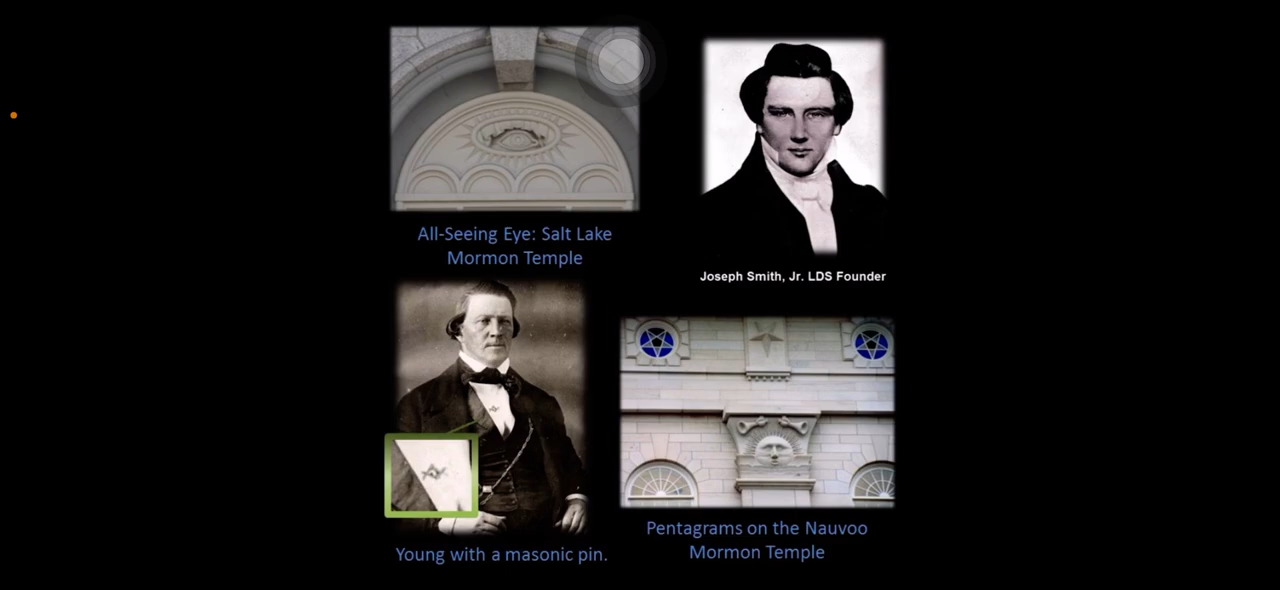 All-Seeing Eye: Salt Lake
Mormon Temple
Joseph Smith, Jr. LDS Founder
Young with a masonic pin.
Pentagrams on the Nauvoo
Mormon Temple